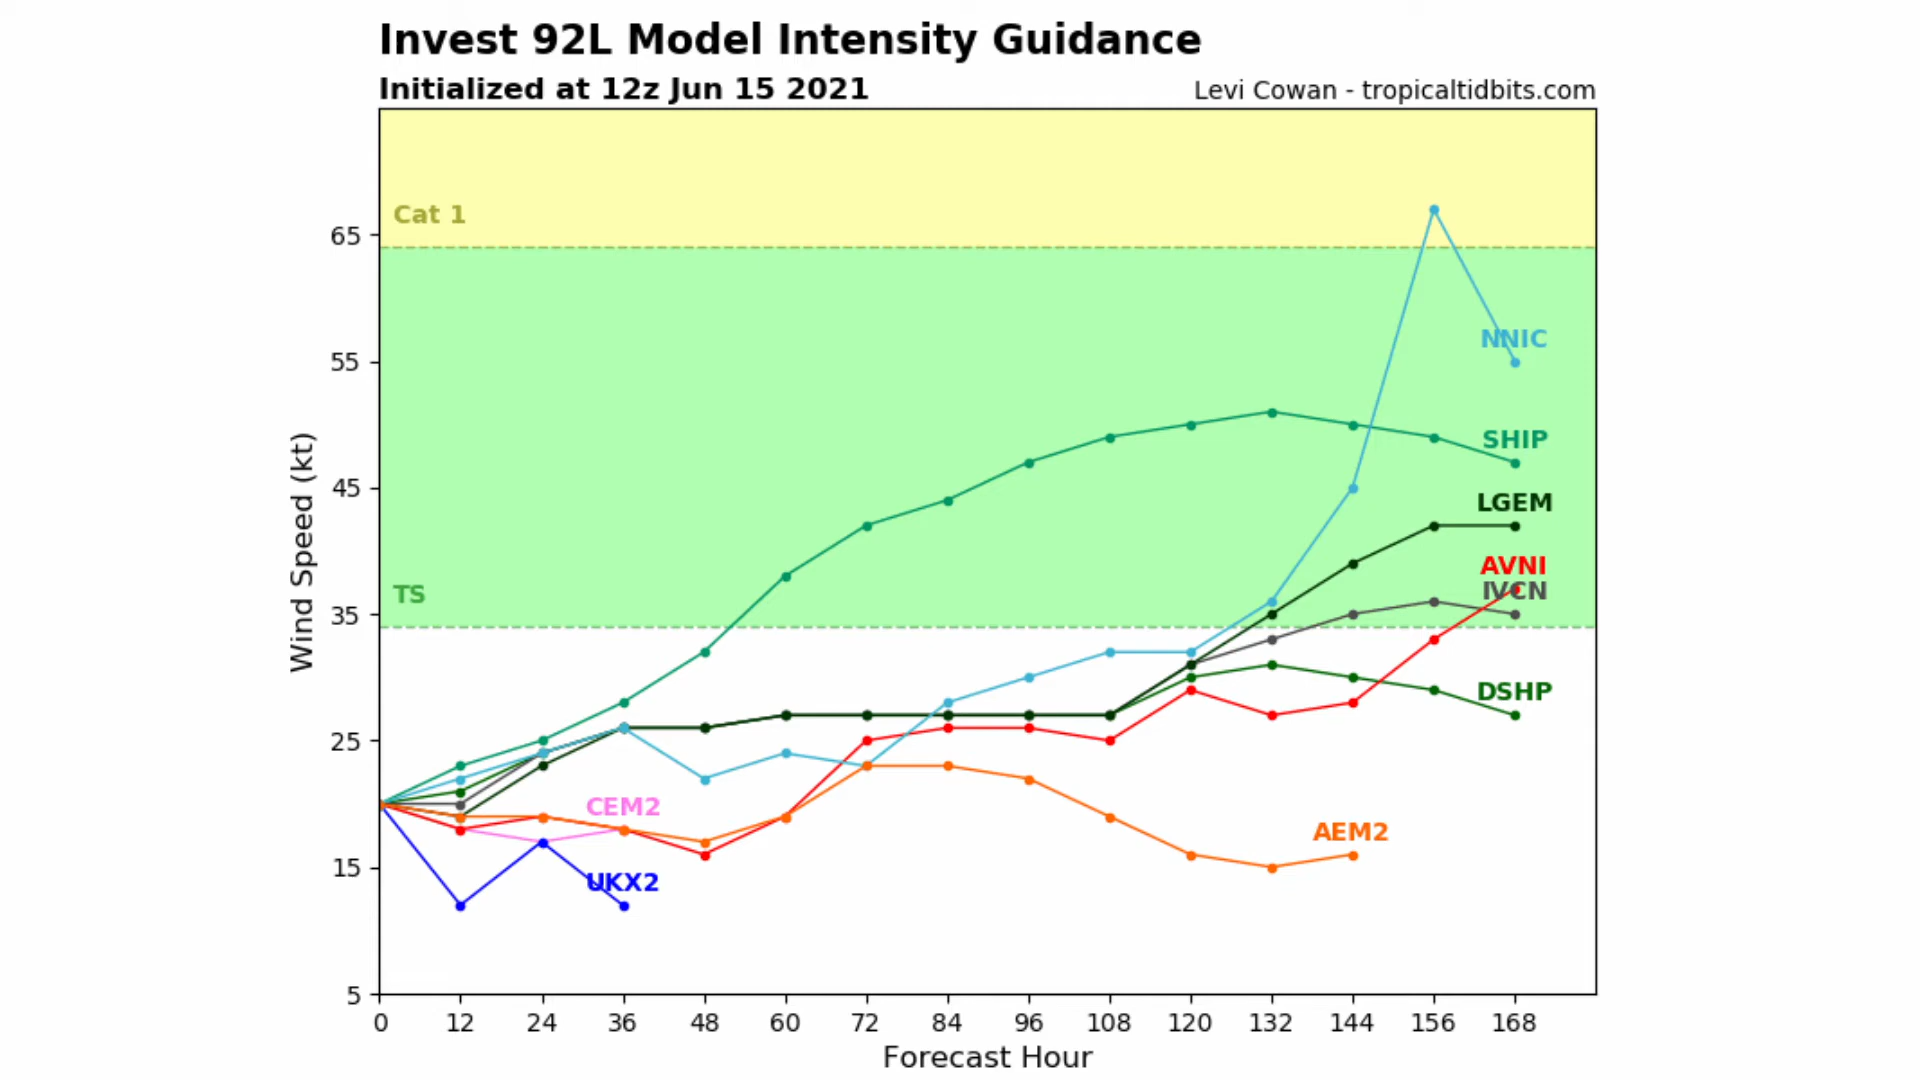 Invest 92L Model Intensity Guidance
Initialized at 12z Jun 15 2021
Levi Cowan - tropicaltidbits.com
Cat 1
65
NNIC
55
SHIP
45
LGEM
AVNI
IVCN
TS
35
Wind Speed (kt)
DSHP
25
CEM2
AEM2
15
UKX2
5
0 12 24 36 48 60 72 84 96 108 120 132 144 156 168
Forecast Hour